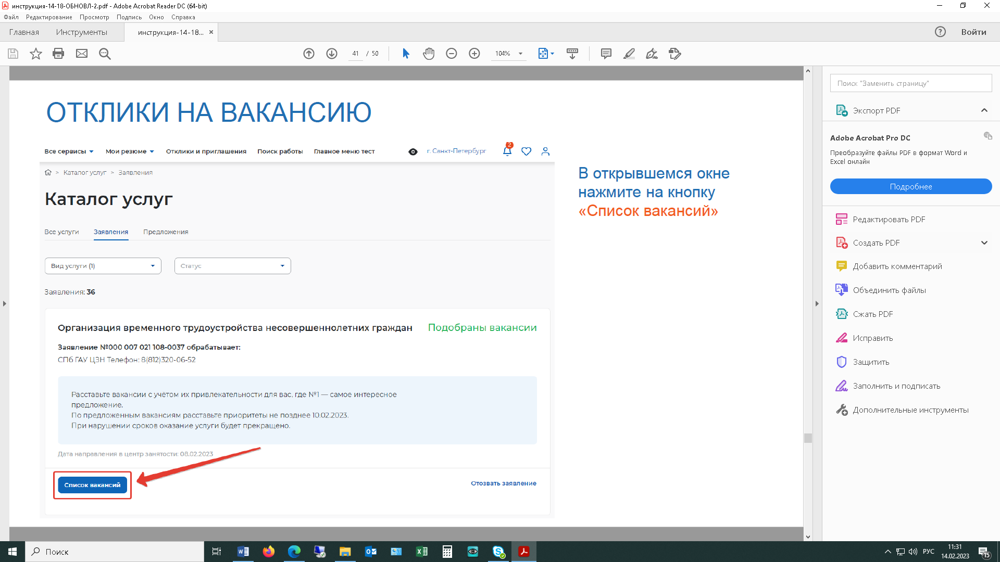 инструкция-14-18-ОБНОВЛ-2.pdf - Adobe Acrobat Reader DC (64-bit)
Файл Редактирование Просмотр Подпись Окно Справка
Главная Инструменты инструкция-14-18... × Войти
41 / 50 104%
ОТКЛИКИ НА ВАКАНСИЮ
Все сервисы Мои резюме Отклики и приглашения Поиск работы Главное меню тест г. Санкт-Петербург 2
> Каталог услуг > Заявления
Каталог услуг
Все услуги Заявления Предложения
Вид услуги (1) Статус
Заявления: 36
Организация временного трудоустройства несовершеннолетних граждан Подобраны вакансии
Заявление №000 007 021 108-0037 обрабатывает:
СПб ГАУ ЦЗН Телефон: 8(812)320-06-52
Расставьте вакансии с учётом их привлекательности для вас, где №1 — самое интересное
предложение.
По предложенным вакансиям расставьте приоритеты не позднее 10.02.2023.
При нарушении сроков оказание услуги будет прекращено.
Дата направления в центр занятости: 08.02.2023
Список вакансий Отозвать заявление
В открывшемся окне
нажмите на кнопку
«Список вакансий»
Поиск "Заменить страницу"
Экспорт PDF
Adobe Acrobat Pro DC
Преобразуйте файлы PDF в формат Word и
Excel онлайн
Подробнее
Редактировать PDF
Создать PDF
Добавить комментарий
Объединить файлы
Сжать PDF
Исправить
Защитить
Заполнить и подписать
Дополнительные инструменты
Поиск
РУС
11:31
14.02.2023
15